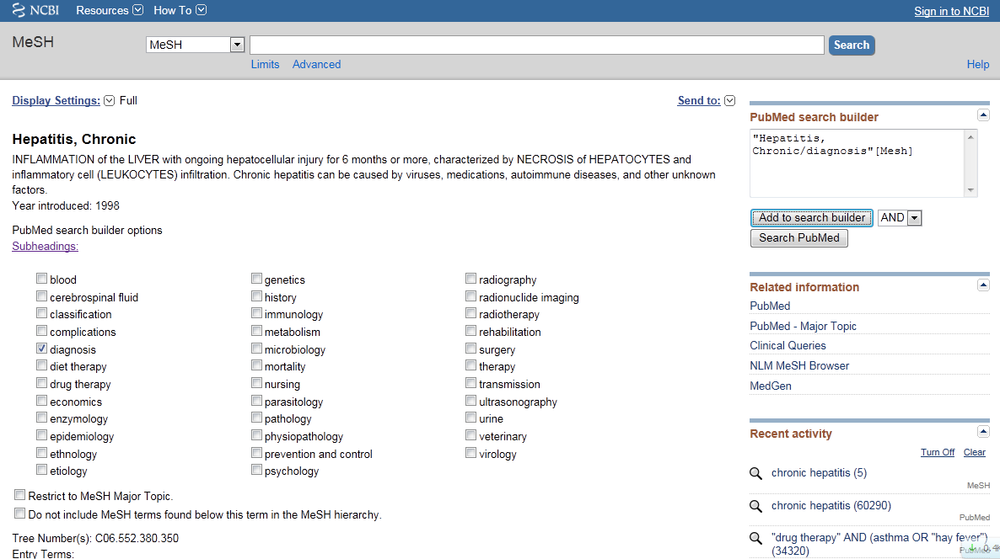 NCBI Resources How To Sign in to NCBI
MeSH MeSH Search
Limits Advanced Help
Display Settings: Full Send to:
Hepatitis, Chronic
INFLAMMATION of the LIVER with ongoing hepatocellular injury for 6 months or more, characterized by NECROSIS of HEPATOCYTES and
inflammatory cell (LEUKOCYTES) infiltration. Chronic hepatitis can be caused by viruses, medications, autoimmune diseases, and other unknown
factors.
Year introduced: 1998
PubMed search builder options
Subheadings:
blood
cerebrospinal fluid
classification
complications
diagnosis
diet therapy
drug therapy
economics
enzymology
epidemiology
ethnology
etiology
genetics
history
immunology
metabolism
microbiology
mortality
nursing
parasitology
pathology
physiopathology
prevention and control
psychology
radiography
radionuclide imaging
radiotherapy
rehabilitation
surgery
therapy
transmission
ultrasonography
urine
veterinary
virology
Restrict to MeSH Major Topic.
Do not include MeSH terms found below this term in the MeSH hierarchy.
Tree Number(s): C06.552.380.350
Entry Terms:
PubMed search builder
"Hepatitis,
Chronic/diagnosis"[Mesh]
Add to search builder AND
Search PubMed
Related information
PubMed
PubMed - Major Topic
Clinical Queries
NLM MeSH Browser
MedGen
Recent activity
Turn Off Clear
chronic hepatitis (5)
MeSH
chronic hepatitis (60290)
PubMed
"drug therapy" AND (asthma OR "hay fever")
(34320)
PubMed